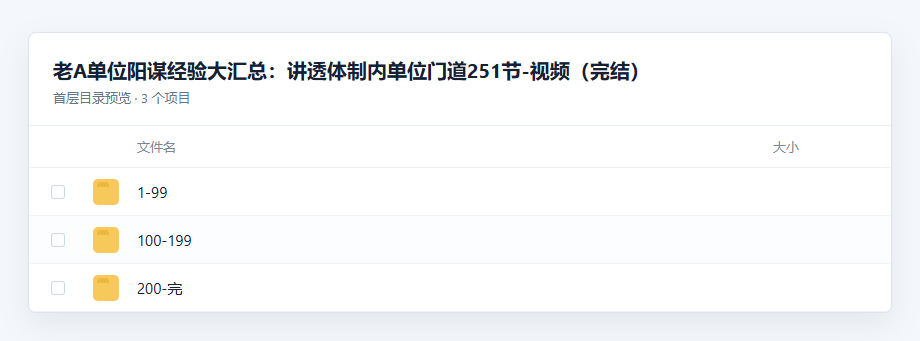 老A单位阳谋经验大汇总：讲透体制内单位门道251节-视频（完结）
首层目录预览 · 3 个项目
文件名 大小
1-99
100-199
200-完